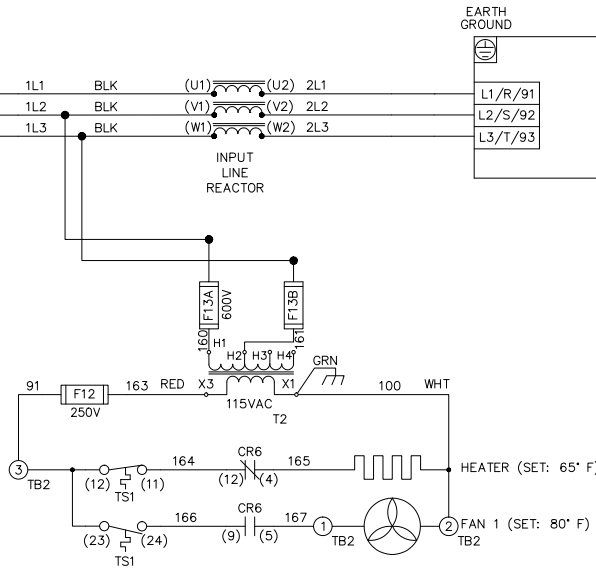 EARTH
GROUND
1L1 BLK (U1) (U2) 2L1 L1/R/91
1L2 BLK (V1) (V2) 2L2 L2/S/92
1L3 BLK (W1) (W2) 2L3 L3/T/93
INPUT
LINE
REACTOR
F13A 600V F13B
160 161
H1 H2 H3 H4
GRN
91 F12 163 RED X3 X1 100 WHT
250V
115VAC
T2
3 TB2 (12) (11) 164 CR6 (12) (4) 165 HEATER (SET: 65° F)
TS1
(23) (24) 166 CR6 (9) (5) 167 1 TB2 2 FAN 1 (SET: 80° F)
TB2
TS1